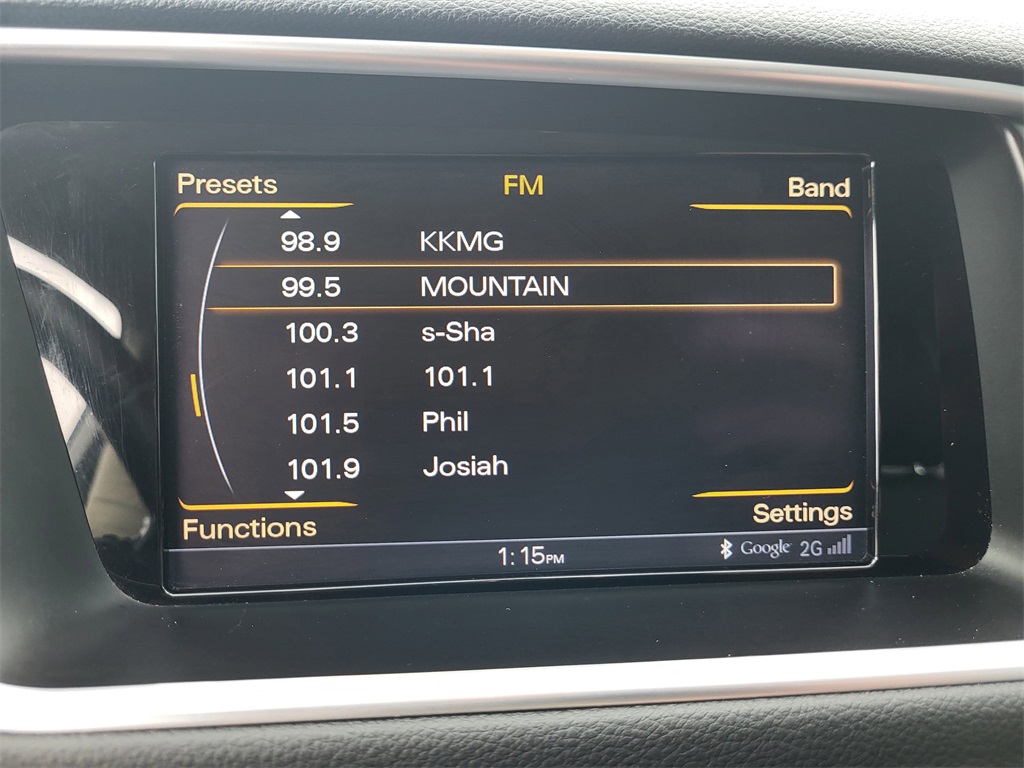 Presets FM Band
98.9 KKMG
99.5 MOUNTAIN
100.3 s-Sha
101.1 101.1
101.5 Phil
101.9 Josiah
Functions Settings
1:15PM Google 2G